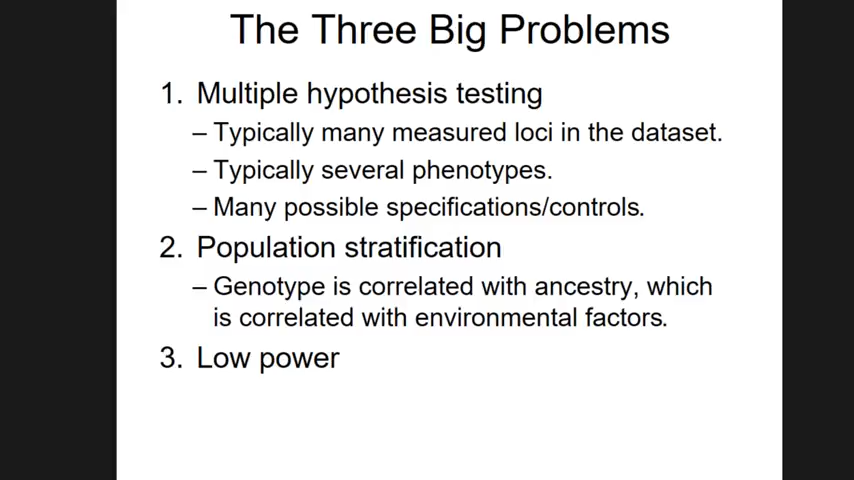 The Three Big Problems
1. Multiple hypothesis testing
– Typically many measured loci in the dataset.
– Typically several phenotypes.
– Many possible specifications/controls.
2. Population stratification
– Genotype is correlated with ancestry, which
is correlated with environmental factors.
3. Low power